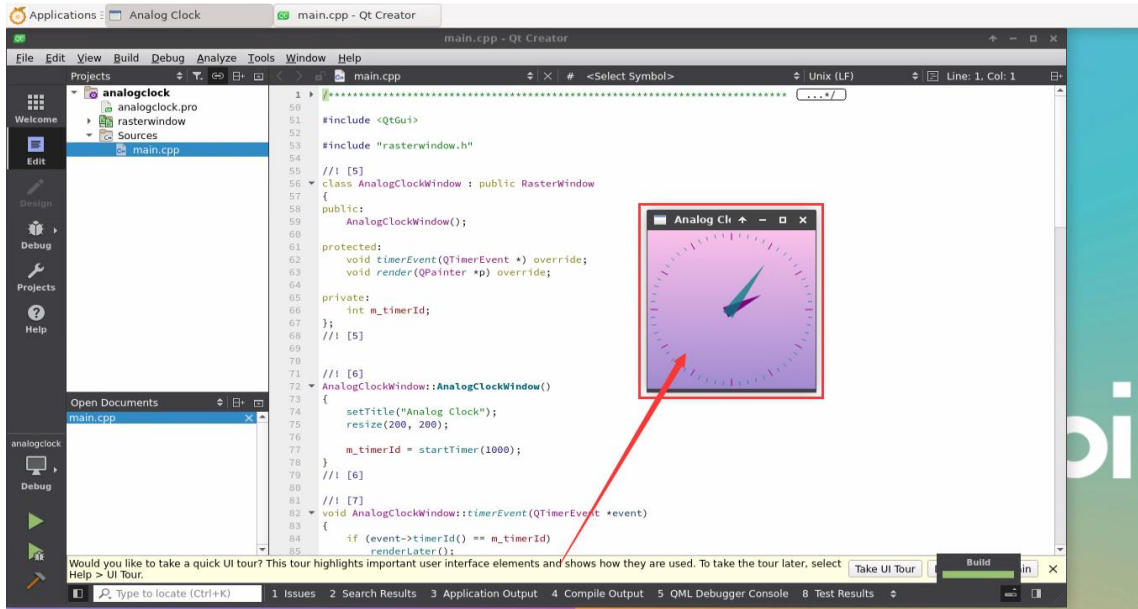 Applications Analog Clock main.cpp - Qt Creator
main.cpp - Qt Creator
File Edit View Build Debug Analyze Tools Window Help
Projects main.cpp # <Select Symbol> Unix (LF) Line: 1, Col: 1
Welcome
Edit
Design
Debug
Projects
Help
analogclock
Debug
analogclock
analogclock.pro
rasterwindow
Sources
main.cpp
Open Documents
main.cpp
1 /**************************************************************************** ...*/
50
51 #include <QtGui>
52
53 #include "rasterwindow.h"
54
55 //! [5]
56 class AnalogClockWindow : public RasterWindow
57 {
58 public:
59 AnalogClockWindow();
60
61 protected:
62 void timerEvent(QTimerEvent *) override;
63 void render(QPainter *p) override;
64
65 private:
66 int m_timerId;
67 };
68 //! [5]
69
70
71 //! [6]
72 AnalogClockWindow::AnalogClockWindow()
73 {
74 setTitle("Analog Clock");
75 resize(200, 200);
76
77 m_timerId = startTimer(1000);
78 }
79 //! [6]
80
81 //! [7]
82 void AnalogClockWindow::timerEvent(QTimerEvent *event)
83 {
84 if (event->timerId() == m_timerId)
85 renderLater();
Analog Cl
Would you like to take a quick UI tour? This tour highlights important user interface elements and shows how they are used. To take the tour later, select
Help > UI Tour.
Take UI Tour
Build
Type to locate (Ctrl+K) 1 Issues 2 Search Results 3 Application Output 4 Compile Output 5 QML Debugger Console 8 Test Results
pi